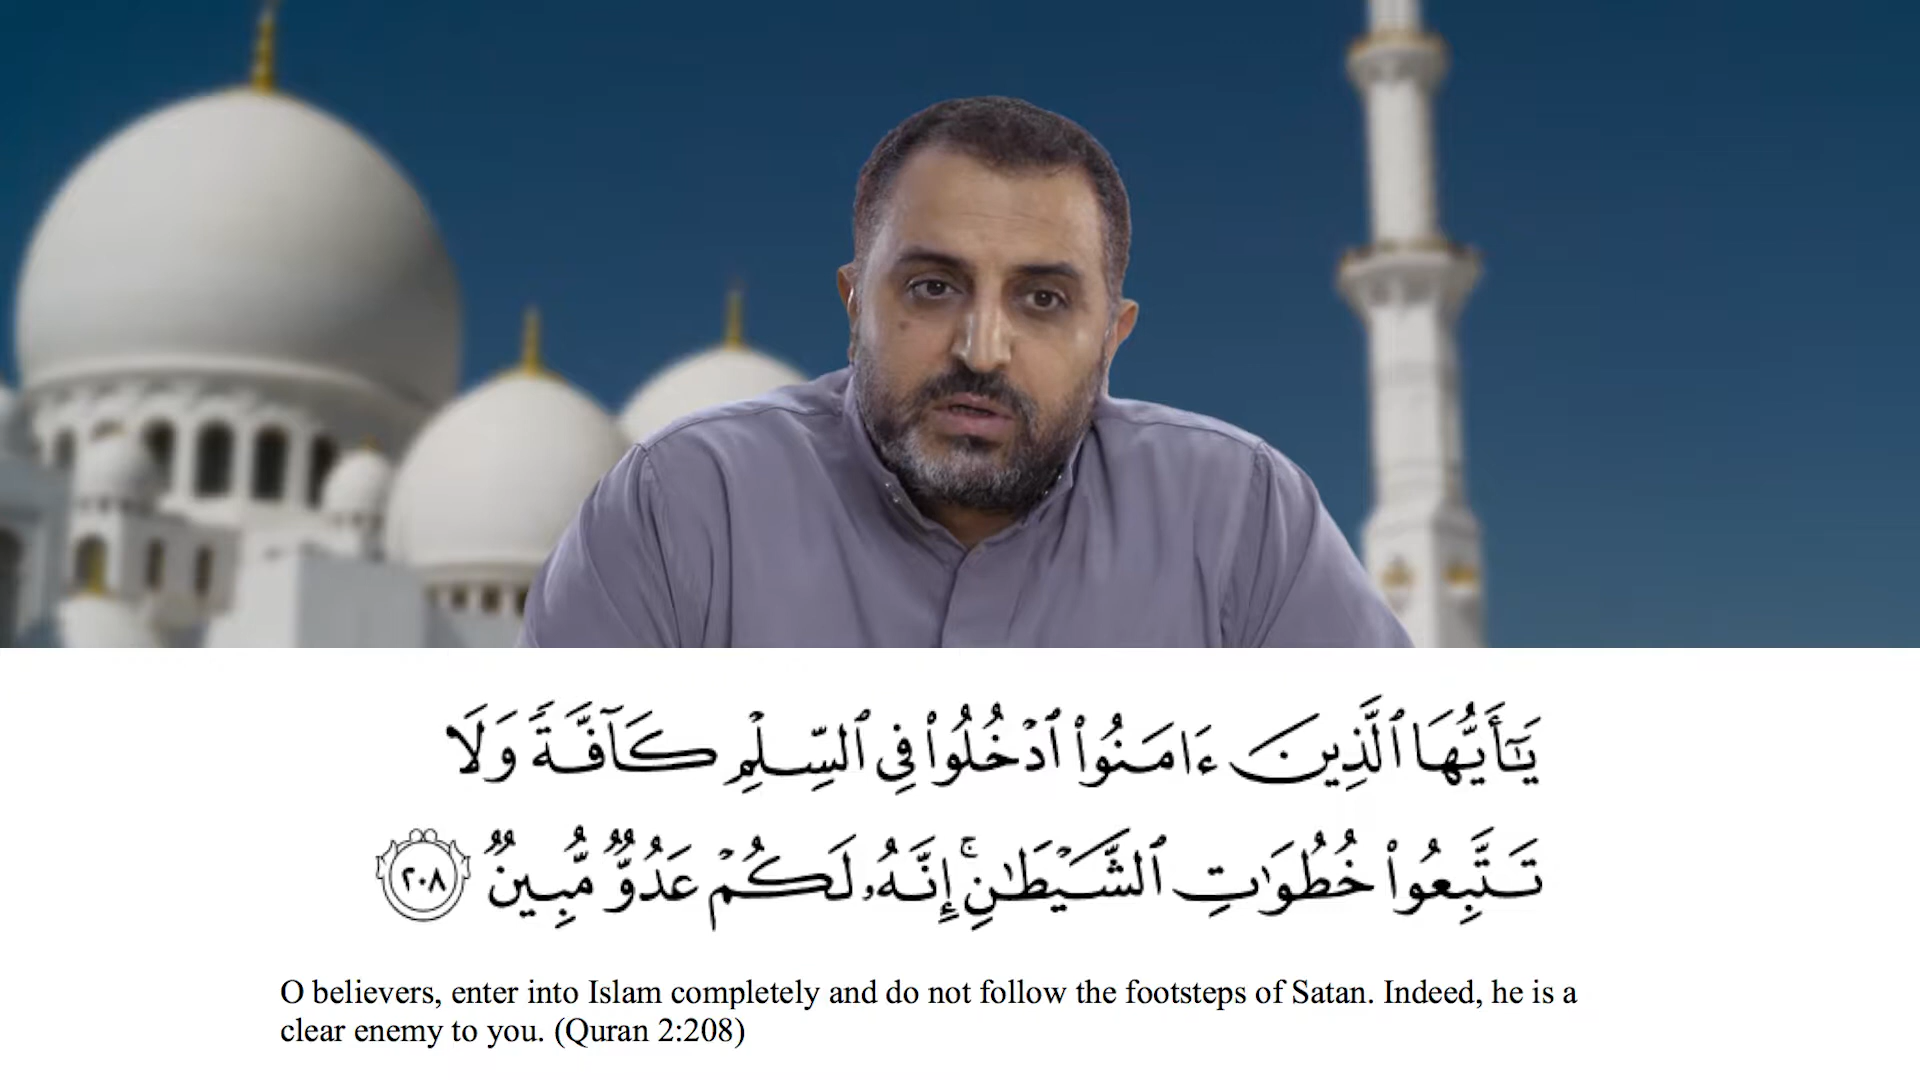 يَـٰٓأَيُّهَا ٱلَّذِينَ ءَامَنُوا۟ ٱدْخُلُوا۟ فِى ٱلسِّلْمِ كَآفَّةًۭ وَلَا
تَتَّبِعُوا۟ خُطُوَٰتِ ٱلشَّيْطَـٰنِ ۚ إِنَّهُۥ لَكُمْ عَدُوٌّۭ مُّبِينٌۭ ٢٠٨
O believers, enter into Islam completely and do not follow the footsteps of Satan. Indeed, he is a
clear enemy to you. (Quran 2:208)